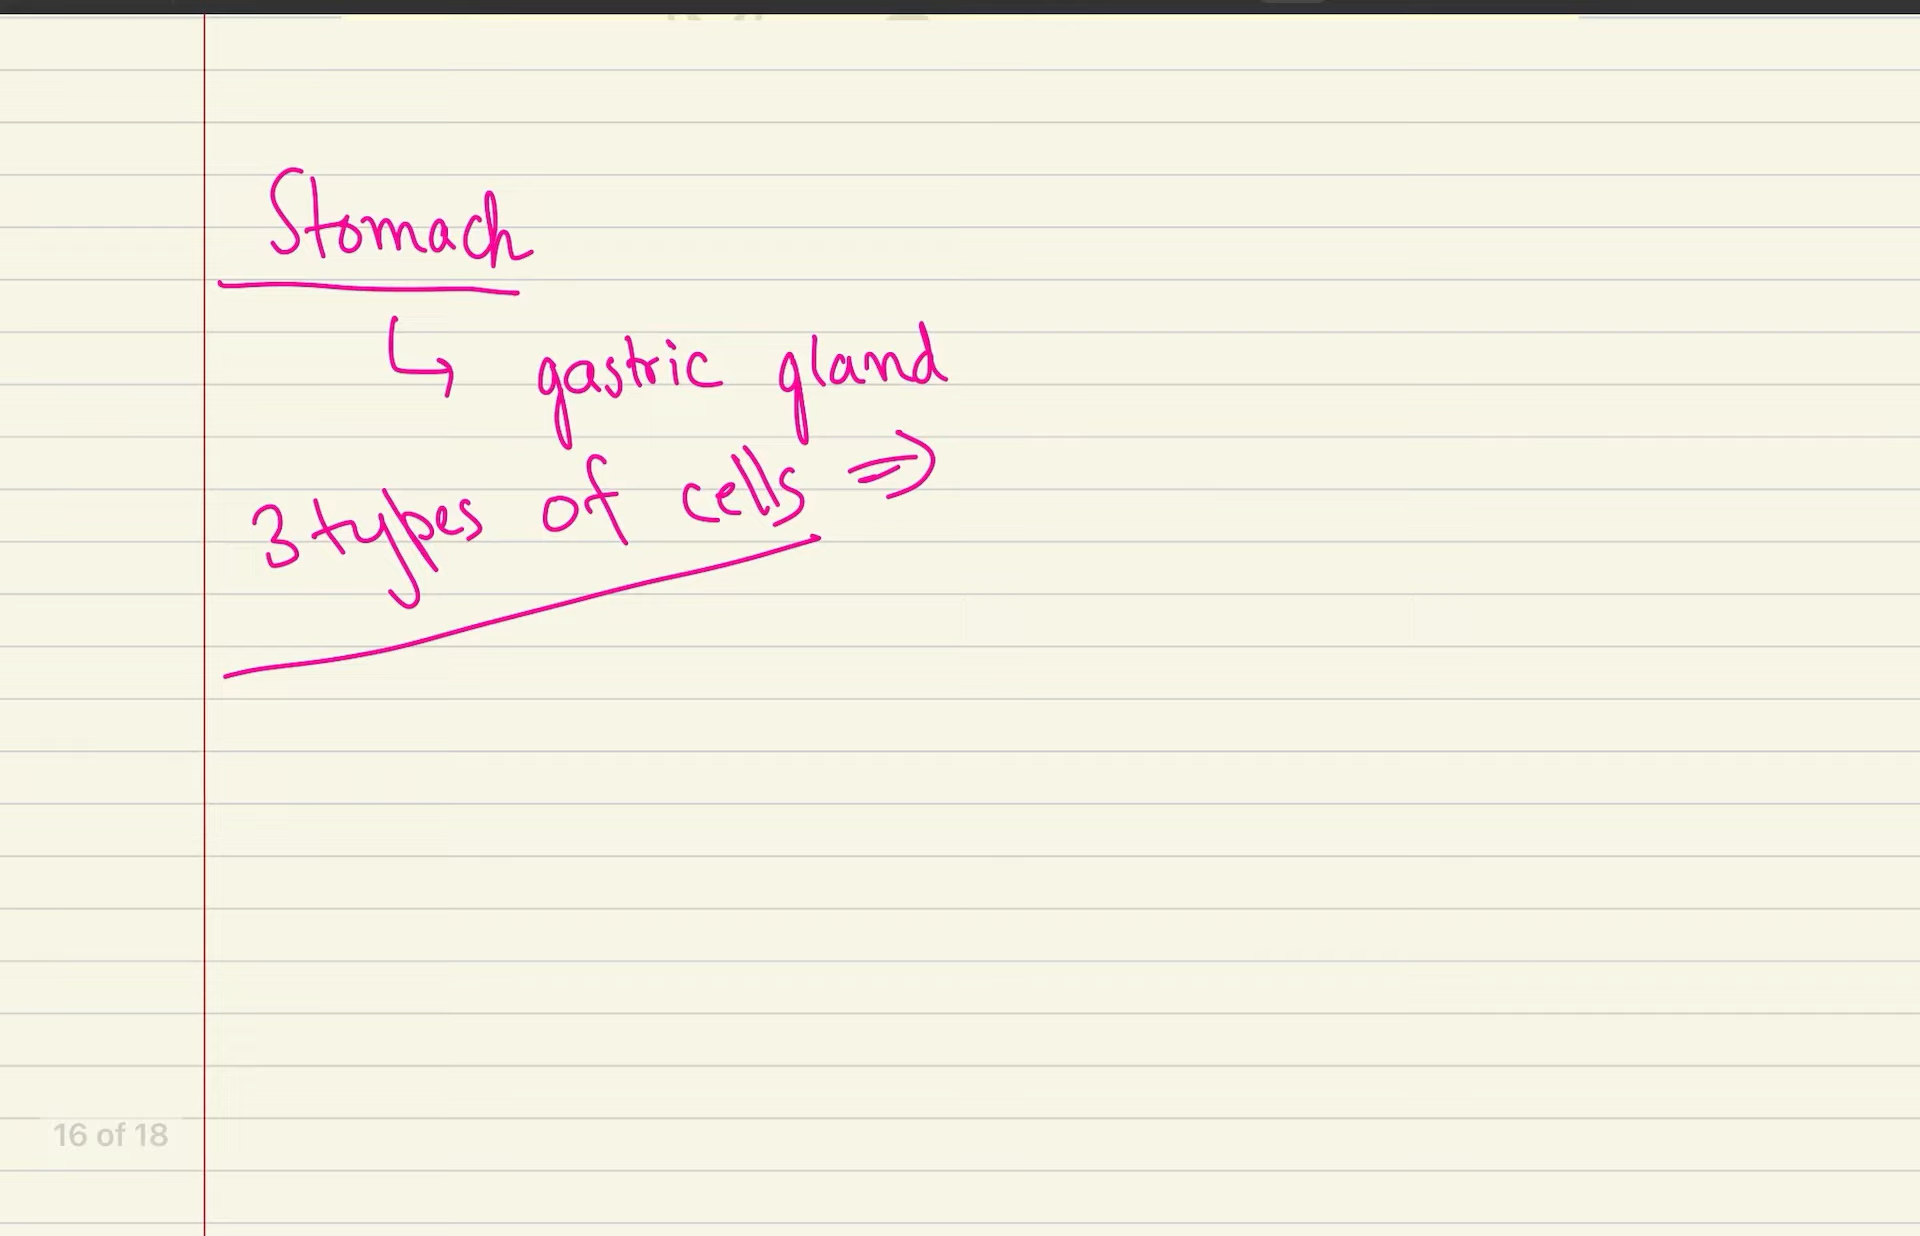 Stomach
↳ gastric gland
3 types of cells ⇒
16 of 18